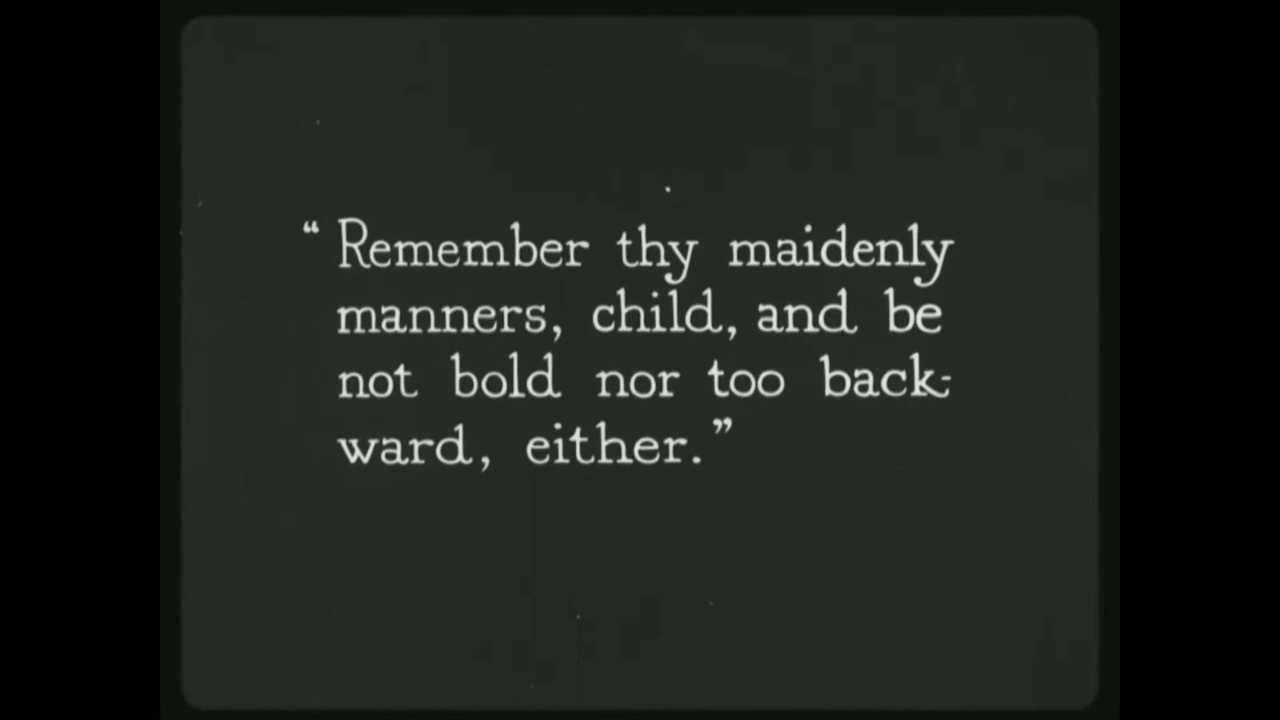 “ Remember thy maidenly
manners, child, and be
not bold nor too back-
ward, either.”